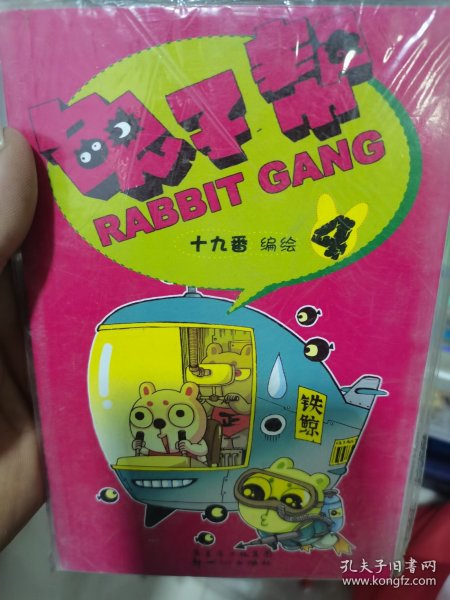 兔子帮
RABBIT GANG
十九番 编绘
4
铁鲸
正
孔夫子旧书网
www.kongfz.com